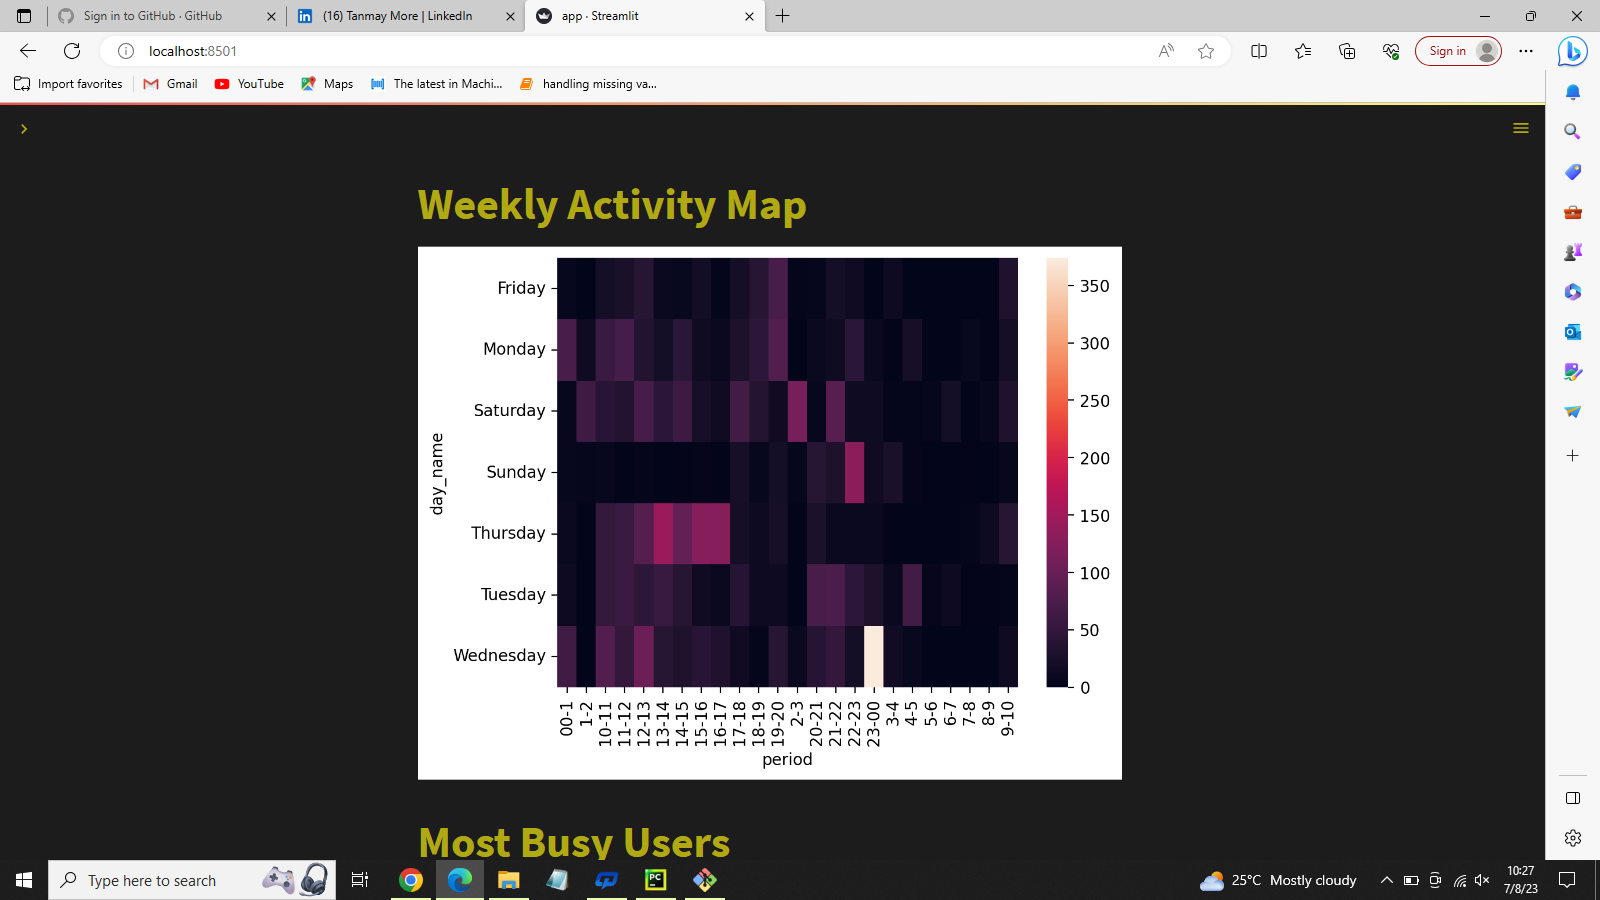 Sign in to GitHub · GitHub
(16) Tanmay More | LinkedIn
app · Streamlit
localhost:8501
Sign in
Import favorites
Gmail
YouTube
Maps
The latest in Machi...
handling missing va...
Weekly Activity Map
day_name
Friday
Monday
Saturday
Sunday
Thursday
Tuesday
Wednesday
00-1
1-2
10-11
11-12
12-13
13-14
14-15
15-16
16-17
17-18
18-19
19-20
2-3
20-21
21-22
22-23
23-00
3-4
4-5
5-6
6-7
7-8
8-9
9-10
period
350
300
250
200
150
100
50
0
Most Busy Users
Type here to search
25°C Mostly cloudy
10:27
7/8/23